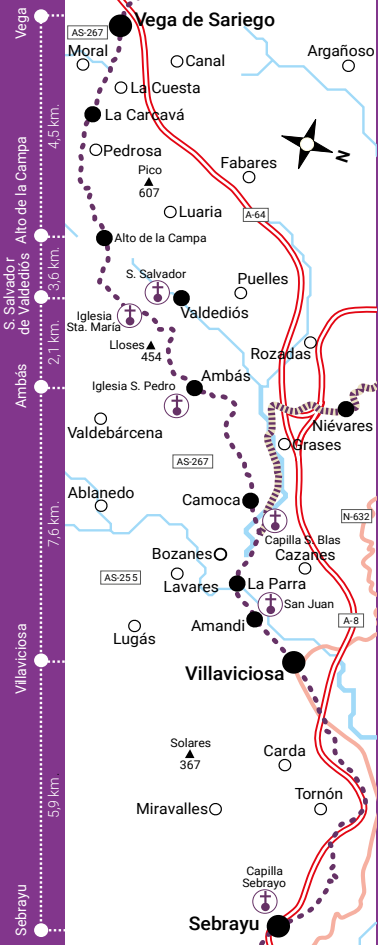 Vega
4,5 km.
Alto de la Campa
3,6 km.
S. Salvador
de Valdediós
2,1 km.
Ambás
7,6 km.
Villaviciosa
5,9 km.
Sebrayu
Vega de Sariego
AS-267
Moral
Canal
Argañoso
La Cuesta
La Carcavá
Pedrosa
N
Pico
607
Fabares
Luaria
A-64
Alto de la Campa
S. Salvador
Puelles
Valdediós
Iglesia
Sta. María
Lloses
454
Rozadas
Ambás
Iglesia S. Pedro
Niévares
Valdebárcena
Grases
AS-267
Ablanedo
Camoca
N-632
Capilla S. Blas
Bozanes
Cazanes
AS-255
Lavares
La Parra
San Juan
Amandi
A-8
Lugás
Villaviciosa
Solares
367
Carda
Tornón
Miravalles
Capilla
Sebrayo
Sebrayu